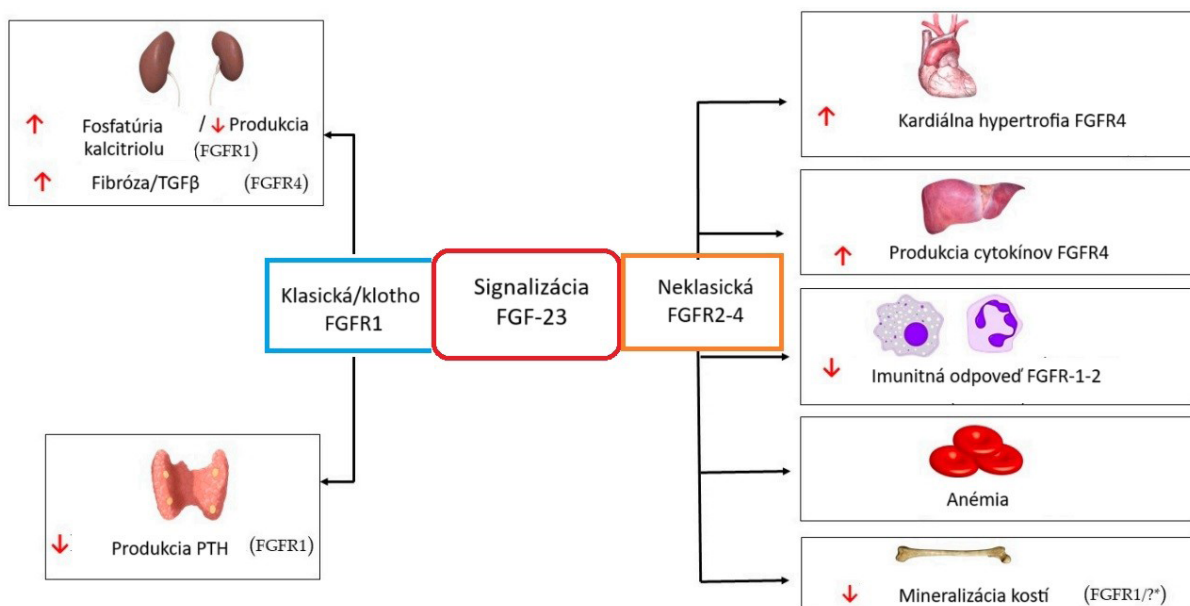 Fosfatúria / ↓ Produkcia
kalcitriolu (FGFR1)
Fibróza/TGFβ (FGFR4)
Klasická/klotho
FGFR1
Produkcia PTH (FGFR1)
Signalizácia
FGF-23
Neklasická
FGFR2-4
Kardiálna hypertrofia FGFR4
Produkcia cytokínov FGFR4
Imunitná odpoveď FGFR-1-2
Anémia
Mineralizácia kostí (FGFR1/?*)